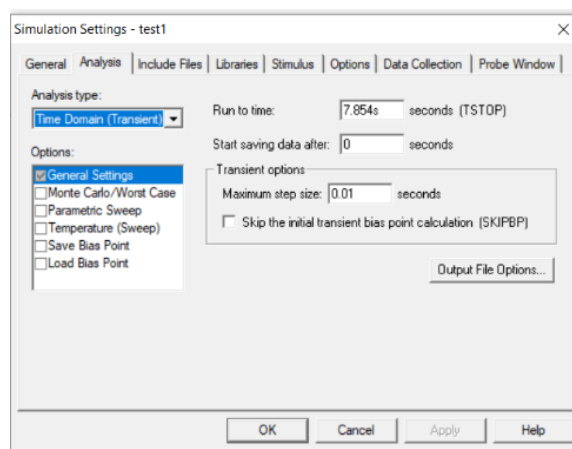 Simulation Settings - test1
General Analysis Include Files Libraries Stimulus Options Data Collection Probe Window
Analysis type:
Time Domain (Transient)
Run to time: 7.854s seconds (TSTOP)
Start saving data after: 0 seconds
Options:
General Settings
Monte Carlo/Worst Case
Parametric Sweep
Temperature (Sweep)
Save Bias Point
Load Bias Point
Transient options
Maximum step size: 0.01 seconds
Skip the initial transient bias point calculation (SKIPBP)
Output File Options...
OK Cancel Apply Help